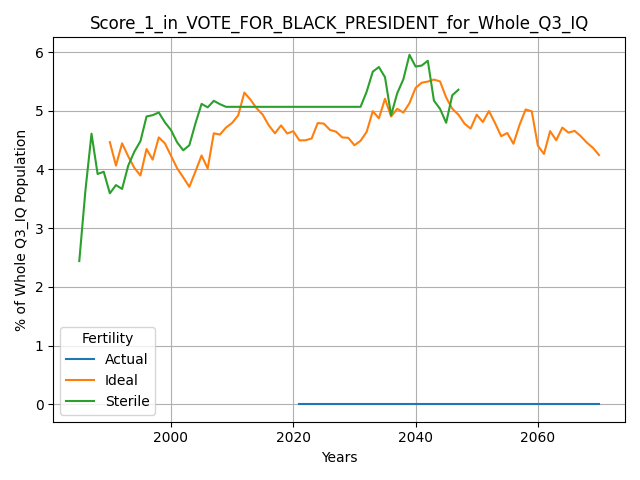 Score_1_in_VOTE_FOR_BLACK_PRESIDENT_for_Whole_Q3_IQ
% of Whole Q3_IQ Population
6
5
4
3
2
1
0
Fertility
Actual
Ideal
Sterile
2000
2020
2040
2060
Years